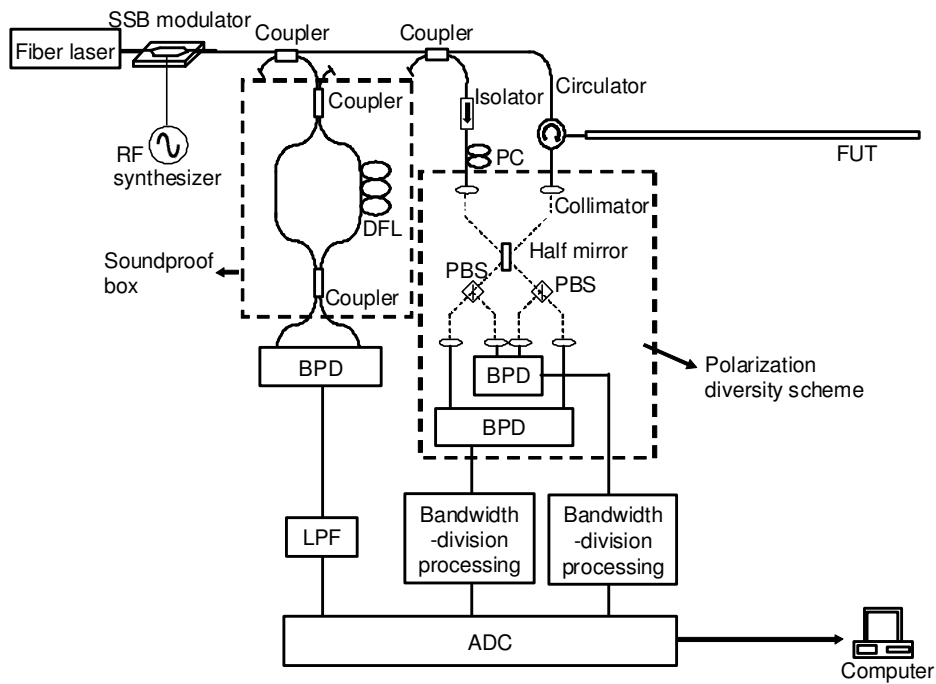 SSB modulator
Coupler
Coupler
Fiber laser
Coupler
Isolator
Circulator
RF
synthesizer
PC
FUT
DFL
Collimator
Half mirror
Soundproof
box
PBS
PBS
Coupler
BPD
BPD
Polarization
diversity scheme
BPD
LPF
Bandwidth
-division
processing
Bandwidth
-division
processing
ADC
Computer